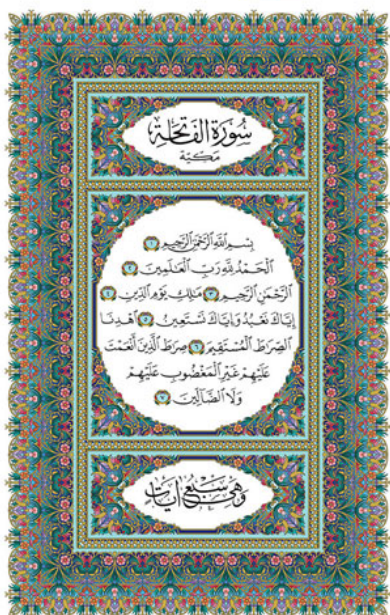 سُورَةُ الفَاتِحَةِ
مَكِّيَّة
بِسْمِ ٱللَّهِ ٱلرَّحْمَٰنِ ٱلرَّحِيمِ ١
ٱلْحَمْدُ لِلَّهِ رَبِّ ٱلْعَٰلَمِينَ ٢
ٱلرَّحْمَٰنِ ٱلرَّحِيمِ ٣ مَٰلِكِ يَوْمِ ٱلدِّينِ ٤
إِيَّاكَ نَعْبُدُ وَإِيَّاكَ نَسْتَعِينُ ٥ ٱهْدِنَا
ٱلصِّرَٰطَ ٱلْمُسْتَقِيمَ ٦ صِرَٰطَ ٱلَّذِينَ أَنْعَمْتَ
عَلَيْهِمْ غَيْرِ ٱلْمَغْضُوبِ عَلَيْهِمْ
وَلَا ٱلضَّآلِّينَ ٧
وَهِيَ سَبْعُ آيَات